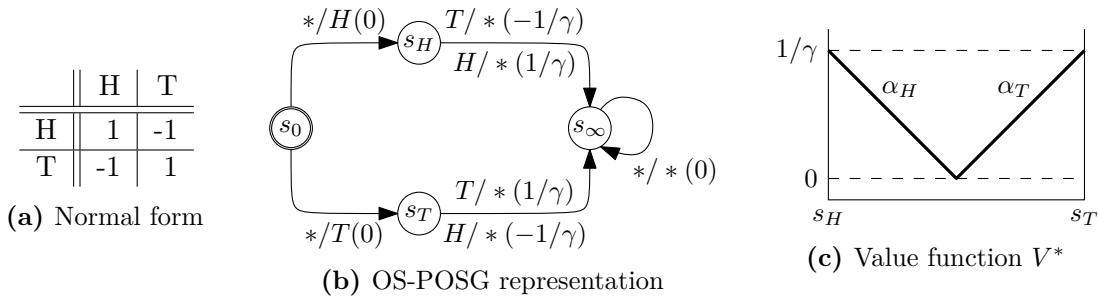 H T
H 1 -1
T -1 1
(a) Normal form
*/H(0)
s_H
T/ * (−1/γ)
H/ * (1/γ)
s_0
s_∞
*/ * (0)
*/T(0)
s_T
T/ * (1/γ)
H/ * (−1/γ)
(b) OS-POSG representation
1/γ
α_H
α_T
0
s_H
s_T
(c) Value function V*